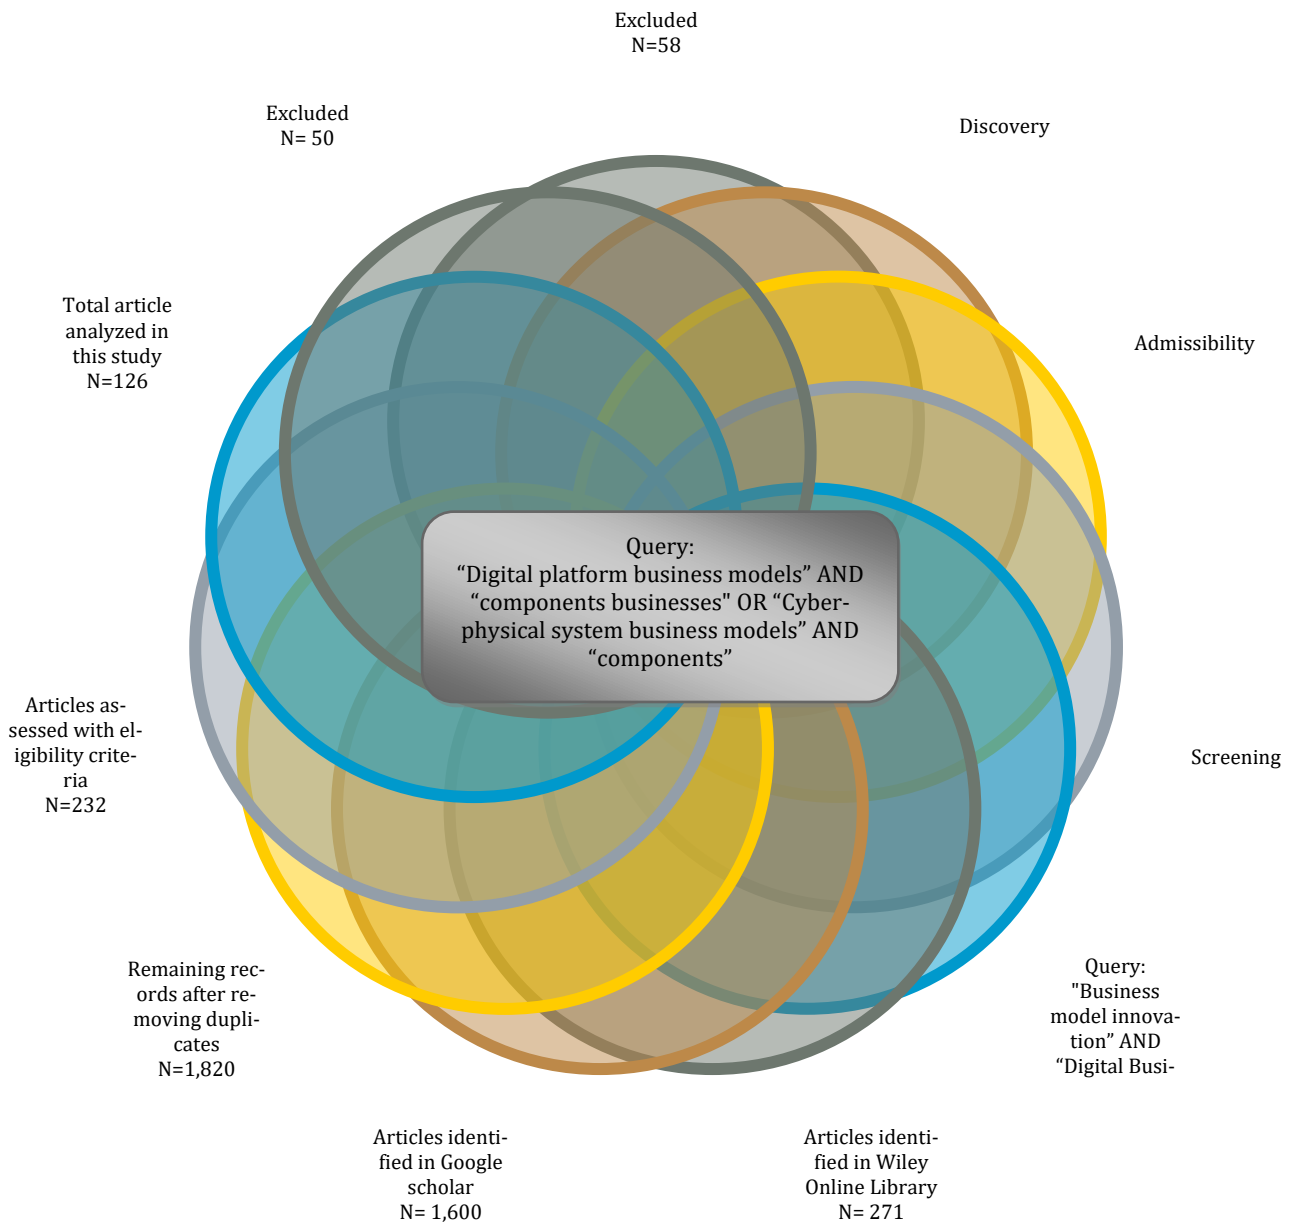 Excluded
N=58
Excluded
N= 50
Discovery
Total article
analyzed in
this study
N=126
Admissibility
Query:
“Digital platform business models” AND
“components businesses" OR “Cyber-
physical system business models” AND
“components”
Articles as-
sessed with el-
igibility crite-
ria
N=232
Screening
Remaining rec-
ords after re-
moving dupli-
cates
N=1,820
Query:
"Business
model innova-
tion” AND
“Digital Busi-
Articles identi-
fied in Google
scholar
N= 1,600
Articles identi-
fied in Wiley
Online Library
N= 271